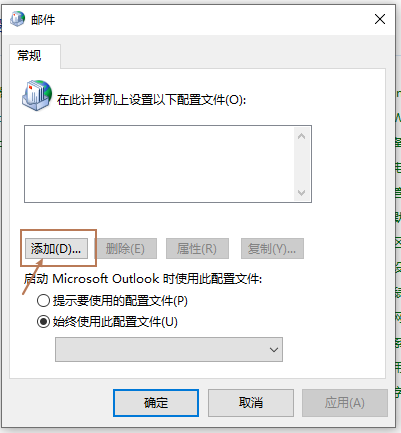 邮件
常规
在此计算机上设置以下配置文件(O):
添加(D)... 删除(E) 属性(R) 复制(Y)...
启动 Microsoft Outlook 时使用此配置文件:
提示要使用的配置文件(P)
始终使用此配置文件(U)
确定 取消 应用(A)